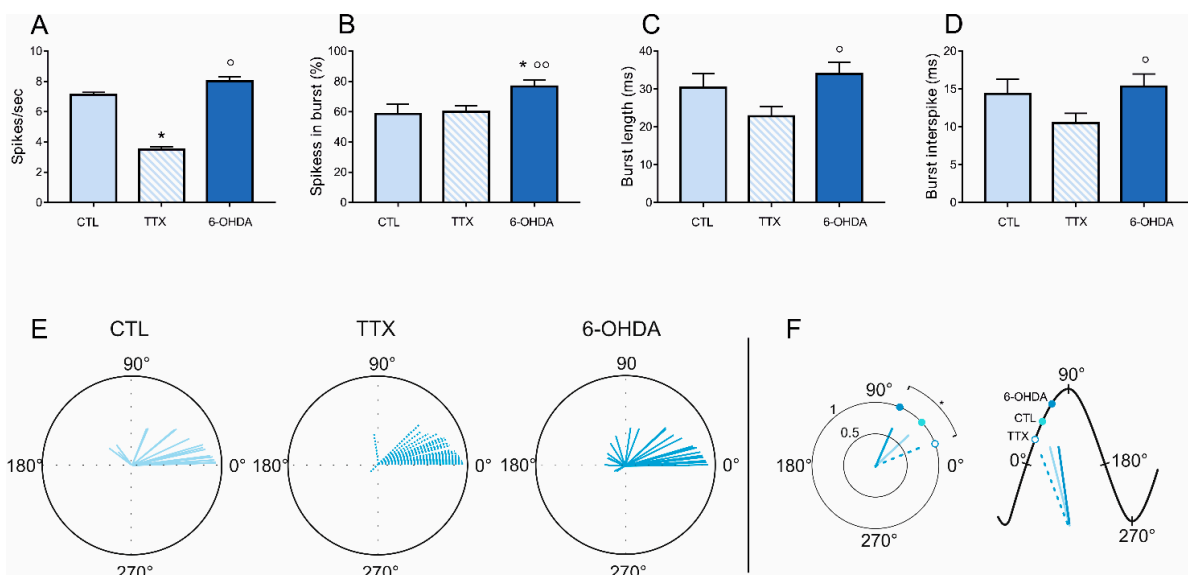 A
Spikes/sec
10
8
6
4
2
0
*
○
CTL TTX 6-OHDA
B
Spikess in burst (%)
100
80
60
40
20
0
* ○○
CTL TTX 6-OHDA
C
Burst length (ms)
40
30
20
10
0
○
CTL TTX 6-OHDA
D
Burst interspike (ms)
20
15
10
5
0
○
CTL TTX 6-OHDA
E
CTL
90°
180° 0°
270°
TTX
90°
180° 0°
270°
6-OHDA
90
180° 0°
270°
F
90°
*
1
0.5
180° 0°
270°
90°
6-OHDA
CTL
TTX
0° 180°
270°